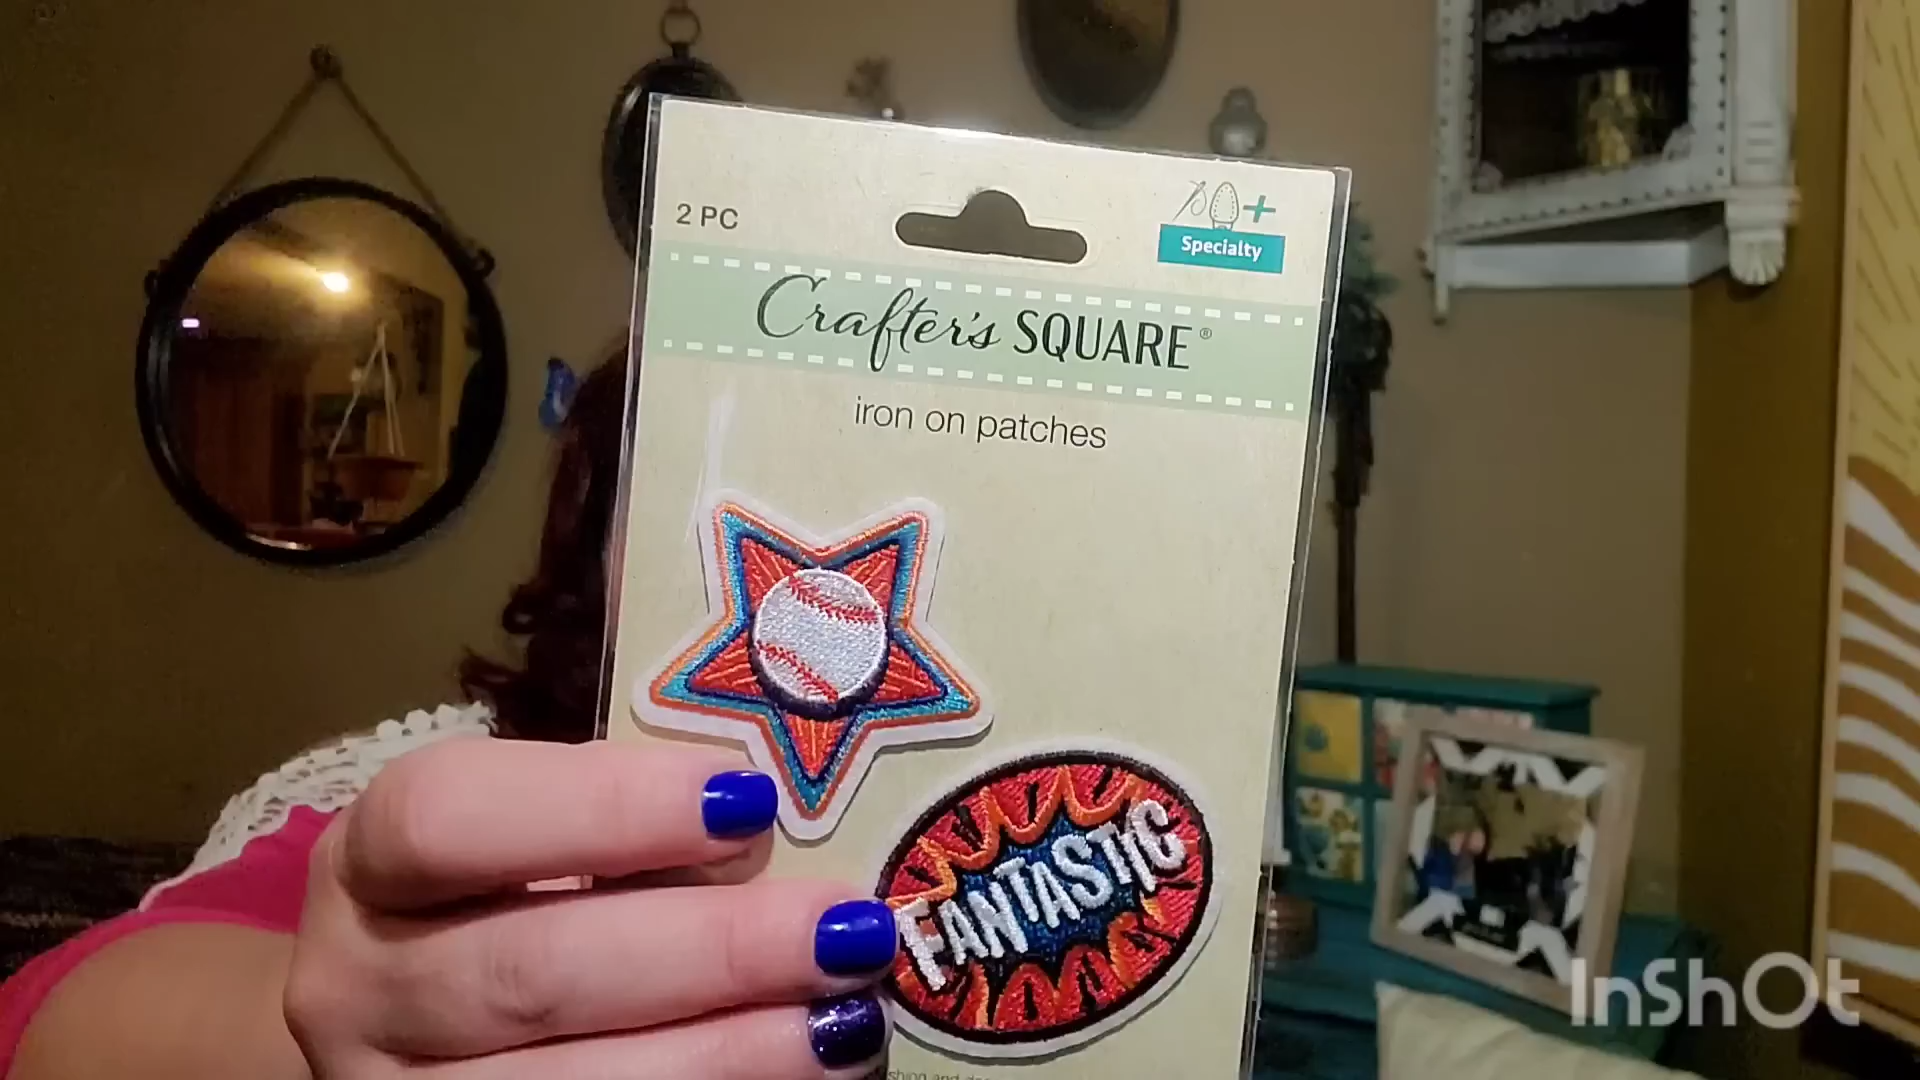 2 PC
Specialty
Crafter's SQUARE®
iron on patches
FANTASTIC
InShOt